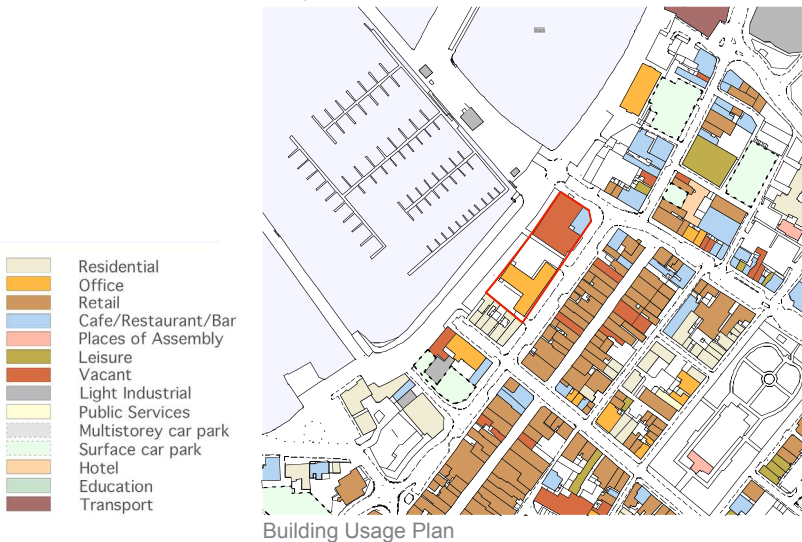 Residential
Office
Retail
Cafe/Restaurant/Bar
Places of Assembly
Leisure
Vacant
Light Industrial
Public Services
Multistorey car park
Surface car park
Hotel
Education
Transport
Building Usage Plan